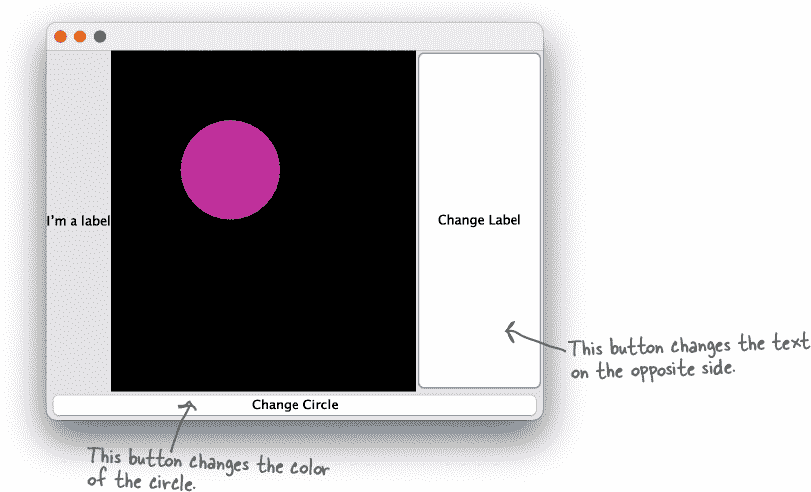 I'm a label
Change Label
This button changes the text
on the opposite side.
Change Circle
This button changes the color
of the circle.